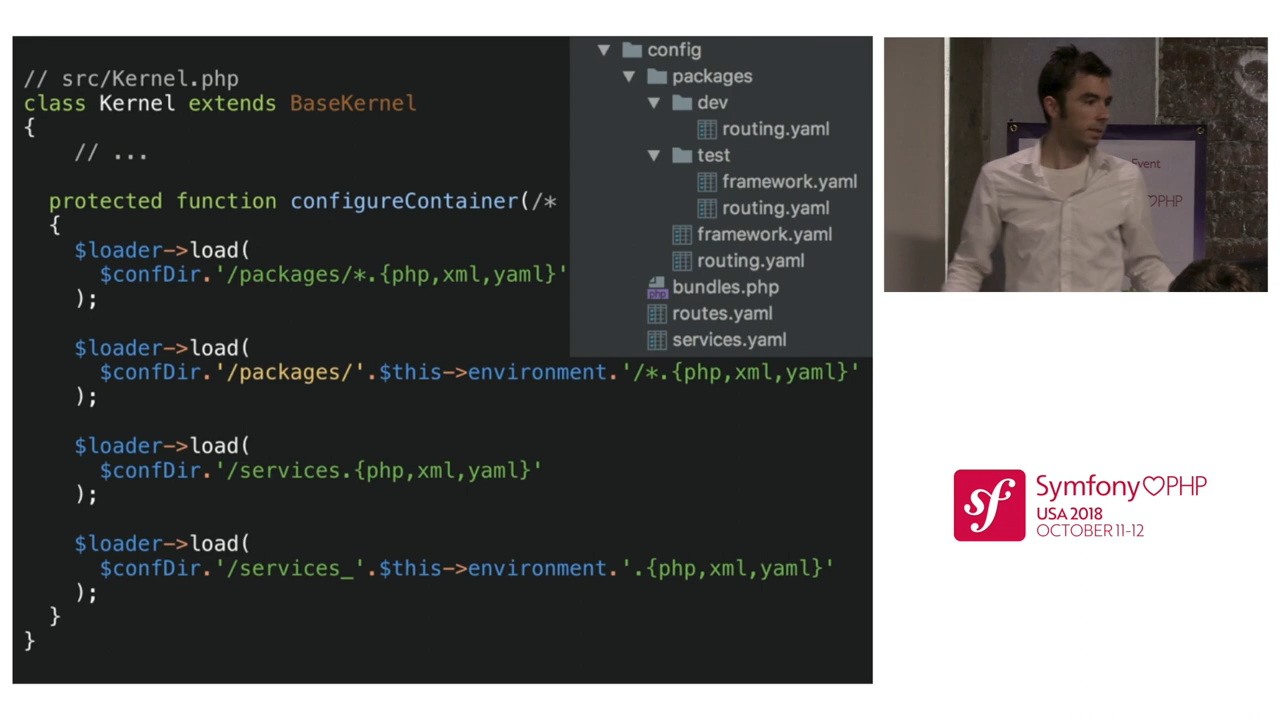 // src/Kernel.php
class Kernel extends BaseKernel
{
// ...
protected function configureContainer(/*
{
$loader->load(
$confDir.'/packages/*.{php,xml,yaml}'
);
$loader->load(
$confDir.'/packages/'.$this->environment.'/*.{php,xml,yaml}'
);
$loader->load(
$confDir.'/services.{php,xml,yaml}'
);
$loader->load(
$confDir.'/services_'.$this->environment.'.{php,xml,yaml}'
);
}
}
config
packages
dev
routing.yaml
test
framework.yaml
routing.yaml
framework.yaml
routing.yaml
bundles.php
routes.yaml
services.yaml
Event
PHP
sf
Symfony♡PHP
USA 2018
OCTOBER 11-12